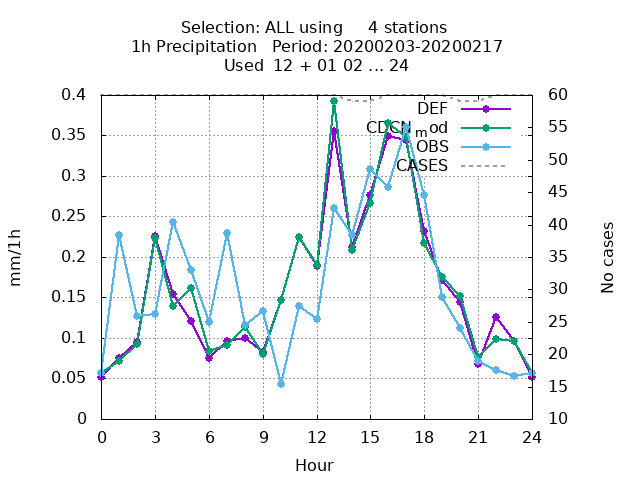 Selection: ALL using 4 stations
1h Precipitation Period: 20200203-20200217
Used 12 + 01 02 ... 24
0.4
0.35
0.3
0.25
0.2
0.15
0.1
0.05
0
mm/1h
60
55
50
45
40
35
30
25
20
15
10
No cases
DEF
CDCN_mod
OBS
CASES
0 3 6 9 12 15 18 21 24
Hour